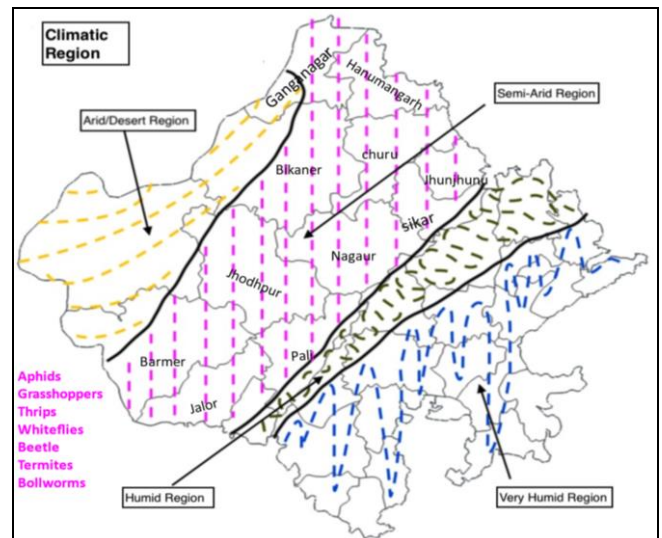 Climatic
Region
Ganganagar
Hanumangarh
Semi-Arid Region
Arid/Desert Region
Bikaner
churu
Jhunjhunu
sikar
Nagaur
Jhodhpur
Barmer
Pali
Jalor
Aphids
Grasshoppers
Thrips
Whiteflies
Beetle
Termites
Bollworms
Humid Region
Very Humid Region